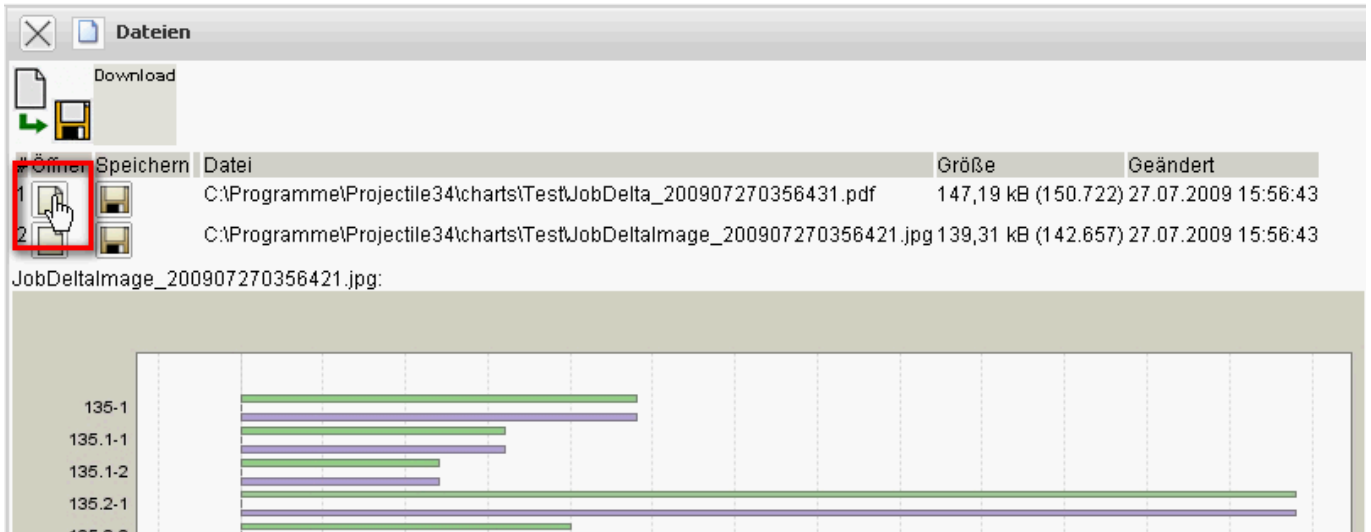 Dateien
Download
# Öffnen Speichern Datei Größe Geändert
1 C:\Programme\Projectile34\charts\Test\JobDelta_200907270356431.pdf 147,19 kB (150.722) 27.07.2009 15:56:43
2 C:\Programme\Projectile34\charts\Test\JobDeltaImage_200907270356421.jpg 139,31 kB (142.657) 27.07.2009 15:56:43
JobDeltaImage_200907270356421.jpg:
135-1
135.1-1
135.1-2
135.2-1